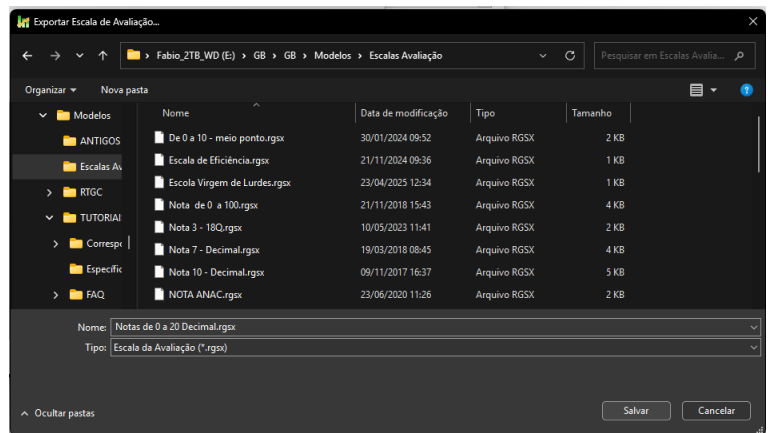 Exportar Escala de Avaliação...
Fabio_2TB_WD (E:) › GB › GB › Modelos › Escalas Avaliação
Pesquisar em Escalas Avalia...
Organizar Nova pasta
Modelos
ANTIGOS
Escalas Av
RTGC
TUTORIAI
Corresp
Específic
FAQ
Nome Data de modificação Tipo Tamanho
De 0 a 10 - meio ponto.rgsx 30/01/2024 09:52 Arquivo RGSX 2 KB
Escala de Eficiência.rgsx 21/11/2024 09:36 Arquivo RGSX 1 KB
Escola Virgem de Lurdes.rgsx 23/04/2025 12:34 Arquivo RGSX 1 KB
Nota de 0 a 100.rgsx 21/11/2018 15:43 Arquivo RGSX 4 KB
Nota 3 - 18Q.rgsx 10/05/2023 11:41 Arquivo RGSX 2 KB
Nota 7 - Decimal.rgsx 19/03/2018 08:45 Arquivo RGSX 4 KB
Nota 10 - Decimal.rgsx 09/11/2017 16:37 Arquivo RGSX 5 KB
NOTA ANAC.rgsx 23/06/2020 11:26 Arquivo RGSX 2 KB
Nome: Notas de 0 a 20 Decimal.rgsx
Tipo: Escala da Avaliação (*.rgsx)
Ocultar pastas
Salvar Cancelar